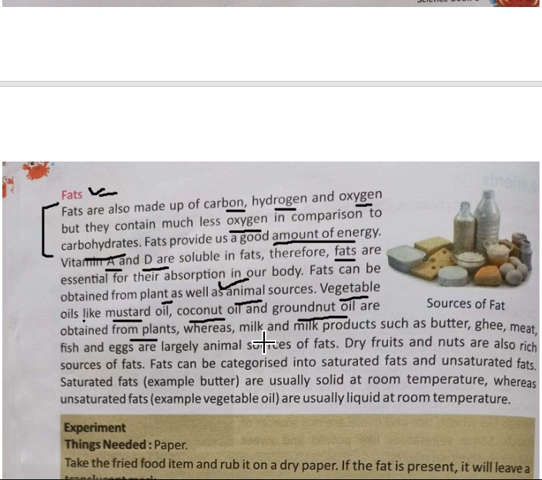 Fats
Fats are also made up of carbon, hydrogen and oxygen
but they contain much less oxygen in comparison to
carbohydrates. Fats provide us a good amount of energy.
Vitamin A and D are soluble in fats, therefore, fats are
essential for their absorption in our body. Fats can be
obtained from plant as well as animal sources. Vegetable
oils like mustard oil, coconut oil and groundnut oil are
obtained from plants, whereas, milk and milk products such as butter, ghee, meat,
fish and eggs are largely animal sources of fats. Dry fruits and nuts are also rich
sources of fats. Fats can be categorised into saturated fats and unsaturated fats.
Saturated fats (example butter) are usually solid at room temperature, whereas
unsaturated fats (example vegetable oil) are usually liquid at room temperature.
Sources of Fat
Experiment
Things Needed : Paper.
Take the fried food item and rub it on a dry paper. If the fat is present, it will leave a